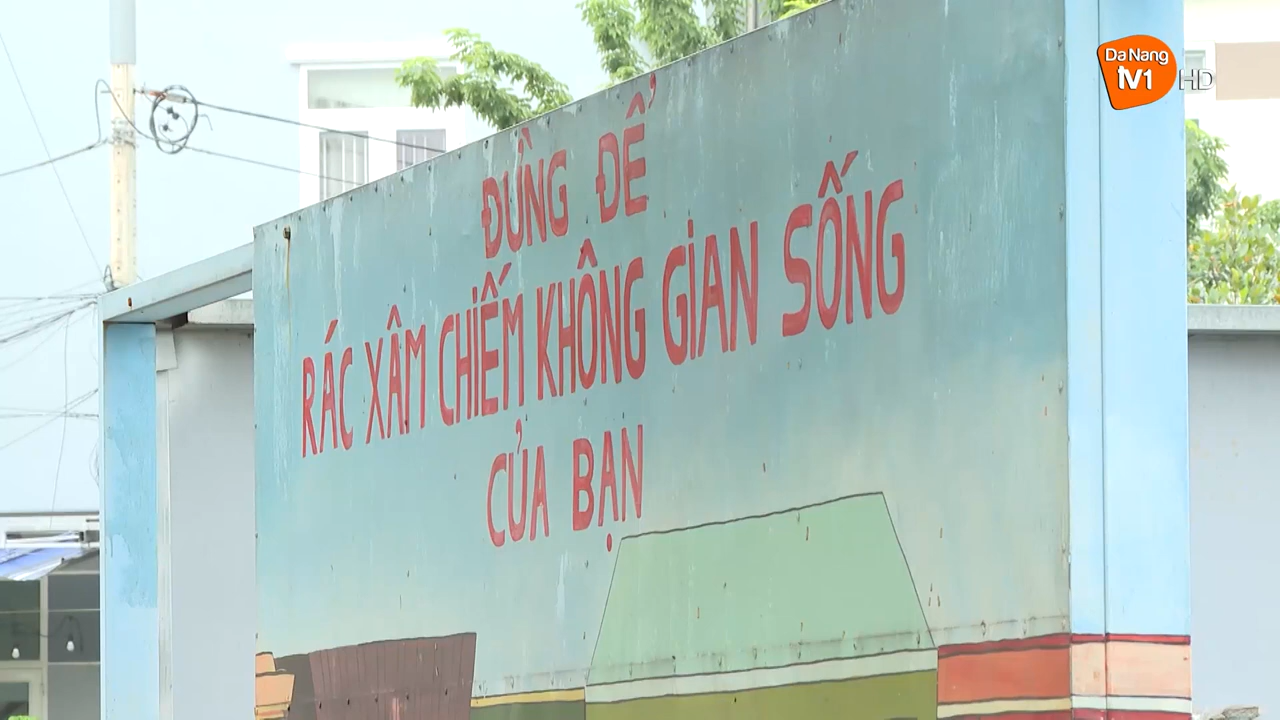 ĐỪNG ĐỂ
RÁC XÂM CHIẾM KHÔNG GIAN SỐNG
CỦA BẠN
Da Nang
TV1 HD